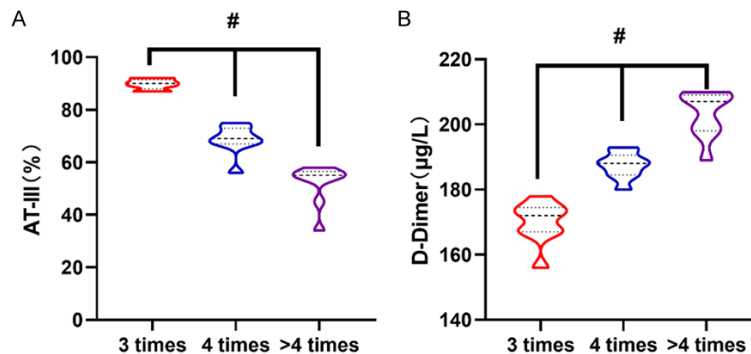 A
#
AT-III(%)
100
80
60
40
20
0
3 times 4 times >4 times
B
#
D-Dimer(μg/L)
220
200
180
160
140
3 times 4 times >4 times